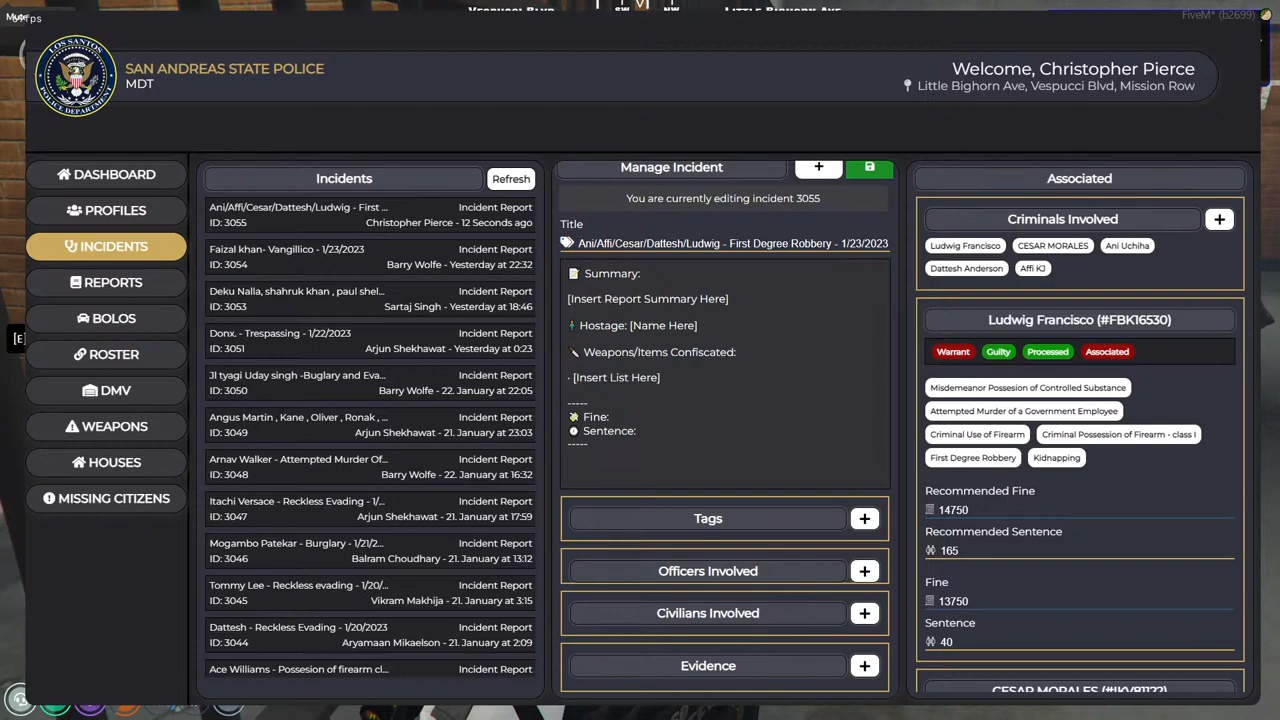 FiveM* (b2699)
LOS SANTOS
POLICE DEPARTMENT
SAN ANDREAS STATE POLICE
MDT
Welcome, Christopher Pierce
Little Bighorn Ave, Vespucci Blvd, Mission Row
DASHBOARD
PROFILES
INCIDENTS
REPORTS
BOLOS
ROSTER
DMV
WEAPONS
HOUSES
MISSING CITIZENS
[E]
Incidents
Refresh
Ani/Affi/Cesar/Dattesh/Ludwig - First ... Incident Report
ID: 3055 Christopher Pierce - 12 Seconds ago
Faizal khan- Vangillico - 1/23/2023 Incident Report
ID: 3054 Barry Wolfe - Yesterday at 22:32
Deku Nalla, shahruk khan , paul shel... Incident Report
ID: 3053 Sartaj Singh - Yesterday at 18:46
Donx. - Trespassing - 1/22/2023 Incident Report
ID: 3051 Arjun Shekhawat - Yesterday at 0:23
Jl tyagi Uday singh -Buglary and Eva... Incident Report
ID: 3050 Barry Wolfe - 22. January at 22:05
Angus Martin , Kane , Oliver , Ronak , ... Incident Report
ID: 3049 Arjun Shekhawat - 21. January at 23:03
Arnav Walker - Attempted Murder Of... Incident Report
ID: 3048 Barry Wolfe - 22. January at 16:32
Itachi Versace - Reckless Evading - 1/... Incident Report
ID: 3047 Arjun Shekhawat - 21. January at 17:59
Mogambo Patekar - Burglary - 1/21/2... Incident Report
ID: 3046 Balram Choudhary - 21. January at 13:12
Tommy Lee - Reckless evading - 1/20/... Incident Report
ID: 3045 Vikram Makhija - 21. January at 3:15
Dattesh - Reckless Evading - 1/20/2023 Incident Report
ID: 3044 Aryamaan Mikaelson - 21. January at 2:09
Ace Williams - Possesion of firearm cl... Incident Report
Manage Incident
You are currently editing incident 3055
Title
Ani/Affi/Cesar/Dattesh/Ludwig - First Degree Robbery - 1/23/2023
Summary:
[Insert Report Summary Here]
Hostage: [Name Here]
Weapons/Items Confiscated:
· [Insert List Here]
-----
Fine:
Sentence:
-----
Tags
Officers Involved
Civilians Involved
Evidence
Associated
Criminals Involved
Ludwig Francisco CESAR MORALES Ani Uchiha
Dattesh Anderson Affi KJ
Ludwig Francisco (#FBK16530)
Warrant Guilty Processed Associated
Misdemeanor Possesion of Controlled Substance
Attempted Murder of a Government Employee
Criminal Use of Firearm Criminal Possession of Firearm - class I
First Degree Robbery Kidnapping
Recommended Fine
14750
Recommended Sentence
165
Fine
13750
Sentence
40
CESAR MORALES